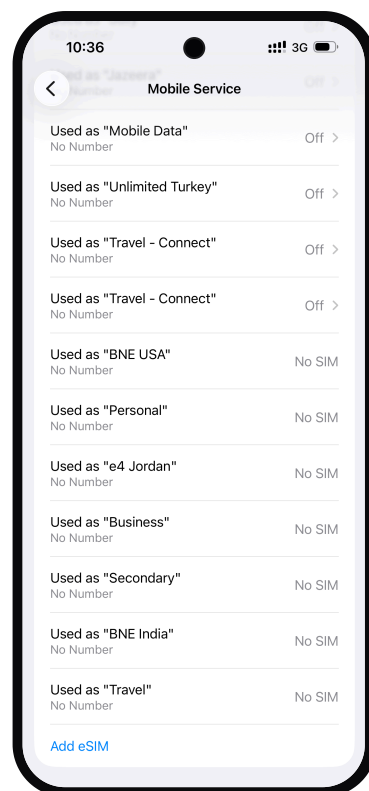 10:36
3G
Mobile Service
Used as "Mobile Data"
No Number
Off
Used as "Unlimited Turkey"
No Number
Off
Used as "Travel - Connect"
No Number
Off
Used as "Travel - Connect"
No Number
Off
Used as "BNE USA"
No Number
No SIM
Used as "Personal"
No Number
No SIM
Used as "e4 Jordan"
No Number
No SIM
Used as "Business"
No Number
No SIM
Used as "Secondary"
No Number
No SIM
Used as "BNE India"
No Number
No SIM
Used as "Travel"
No Number
No SIM
Add eSIM